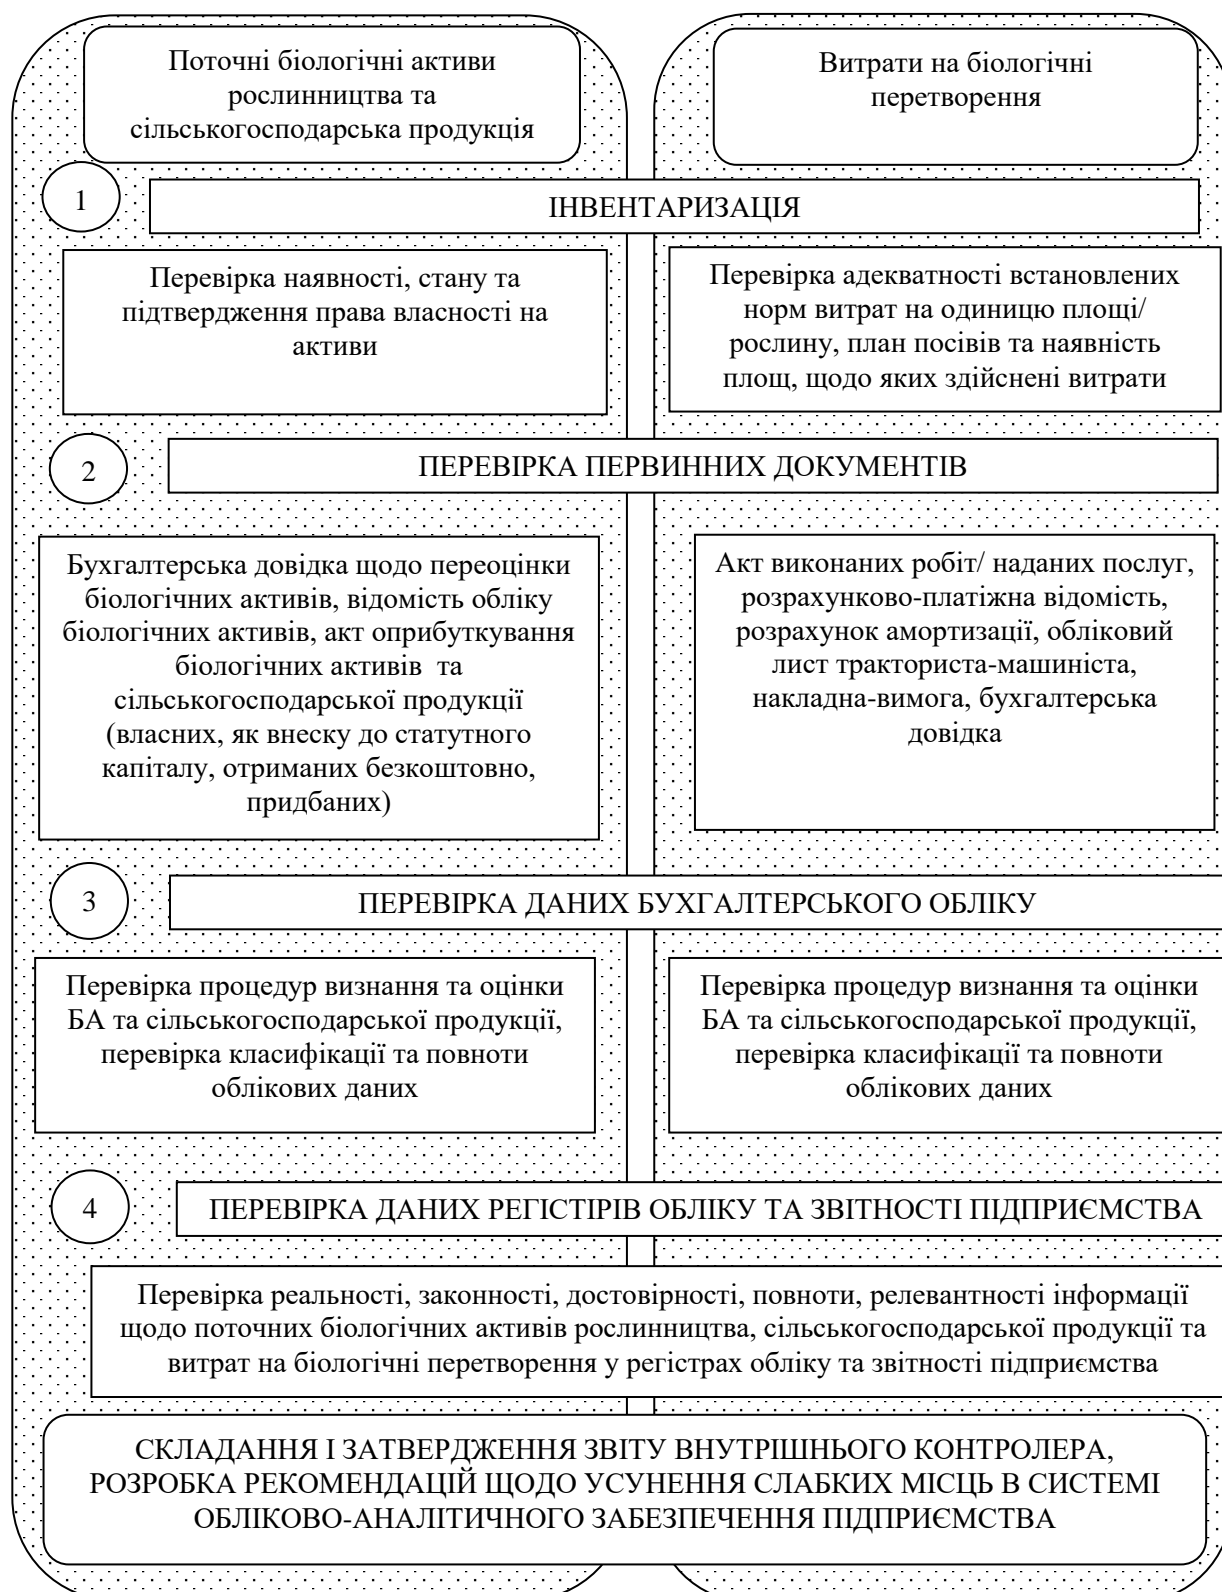 Поточні біологічні активи
рослинництва та
сільськогосподарська продукція
Витрати на біологічні
перетворення
1
ІНВЕНТАРИЗАЦІЯ
Перевірка наявності, стану та
підтвердження права власності на
активи
Перевірка адекватності встановлених
норм витрат на одиницю площі/
рослину, план посівів та наявність
площ, щодо яких здійснені витрати
2
ПЕРЕВІРКА ПЕРВИННИХ ДОКУМЕНТІВ
Бухгалтерська довідка щодо переоцінки
біологічних активів, відомість обліку
біологічних активів, акт оприбуткування
біологічних активів та
сільськогосподарської продукції
(власних, як внеску до статутного
капіталу, отриманих безкоштовно,
придбаних)
Акт виконаних робіт/ наданих послуг,
розрахунково-платіжна відомість,
розрахунок амортизації, обліковий
лист тракториста-машиніста,
накладна-вимога, бухгалтерська
довідка
3
ПЕРЕВІРКА ДАНИХ БУХГАЛТЕРСЬКОГО ОБЛІКУ
Перевірка процедур визнання та оцінки
БА та сільськогосподарської продукції,
перевірка класифікації та повноти
облікових даних
Перевірка процедур визнання та оцінки
БА та сільськогосподарської продукції,
перевірка класифікації та повноти
облікових даних
4
ПЕРЕВІРКА ДАНИХ РЕГІСТІРІВ ОБЛІКУ ТА ЗВІТНОСТІ ПІДПРИЄМСТВА
Перевірка реальності, законності, достовірності, повноти, релевантності інформації
щодо поточних біологічних активів рослинництва, сільськогосподарської продукції та
витрат на біологічні перетворення у регістрах обліку та звітності підприємства
СКЛАДАННЯ І ЗАТВЕРДЖЕННЯ ЗВІТУ ВНУТРІШНЬОГО КОНТРОЛЕРА,
РОЗРОБКА РЕКОМЕНДАЦІЙ ЩОДО УСУНЕННЯ СЛАБКИХ МІСЦЬ В СИСТЕМІ
ОБЛІКОВО-АНАЛІТИЧНОГО ЗАБЕЗПЕЧЕННЯ ПІДПРИЄМСТВА